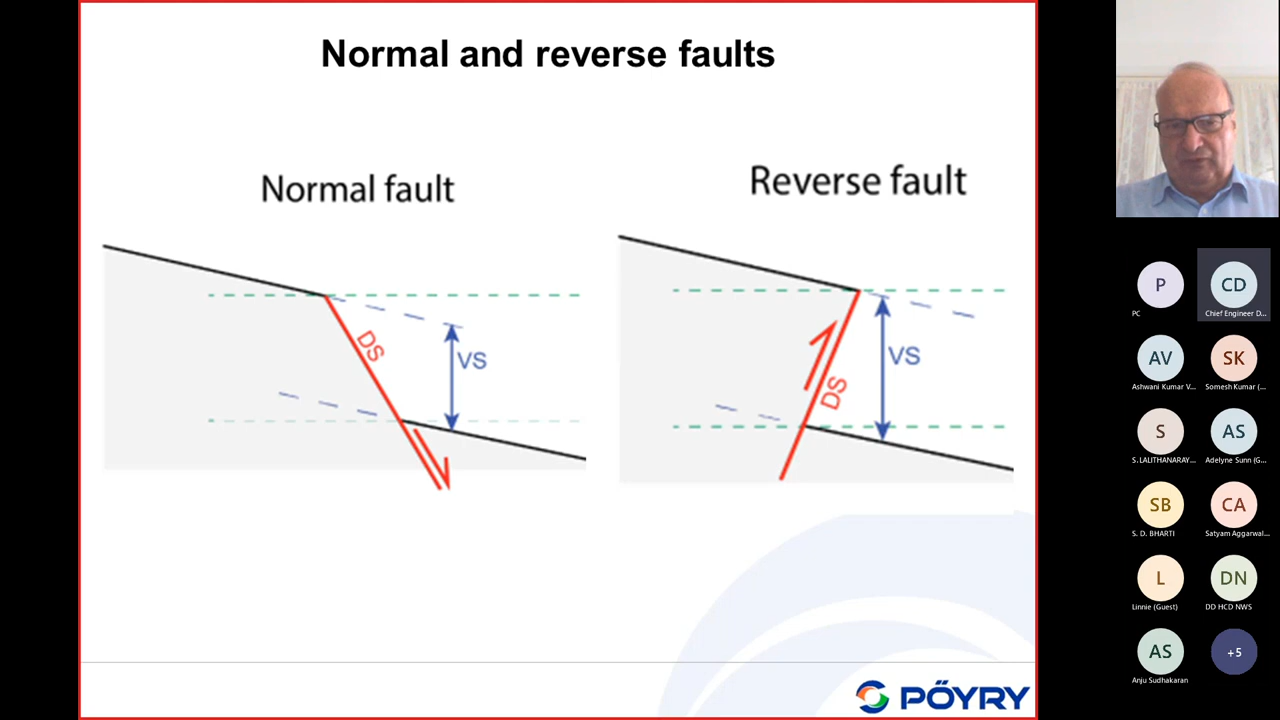 Normal and reverse faults
Normal fault
Reverse fault
DS
VS
DS
VS
PÖYRY
P
PC
CD
Chief Engineer D...
AV
Ashwani Kumar V...
SK
Somesh Kumar (...
S
S. LALITHANARAY...
AS
Adelyne Sunn (G...
SB
S. D. BHARTI
CA
Satyam Aggarwal...
L
Linnie (Guest)
DN
DD HCD NWS
AS
Anju Sudhakaran
+5